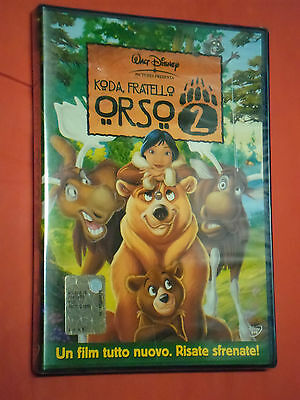 WALT DISNEY
PICTURES PRESENTA
KODA, FRATELLO
ORSO 2
Un film tutto nuovo. Risate sfrenate!